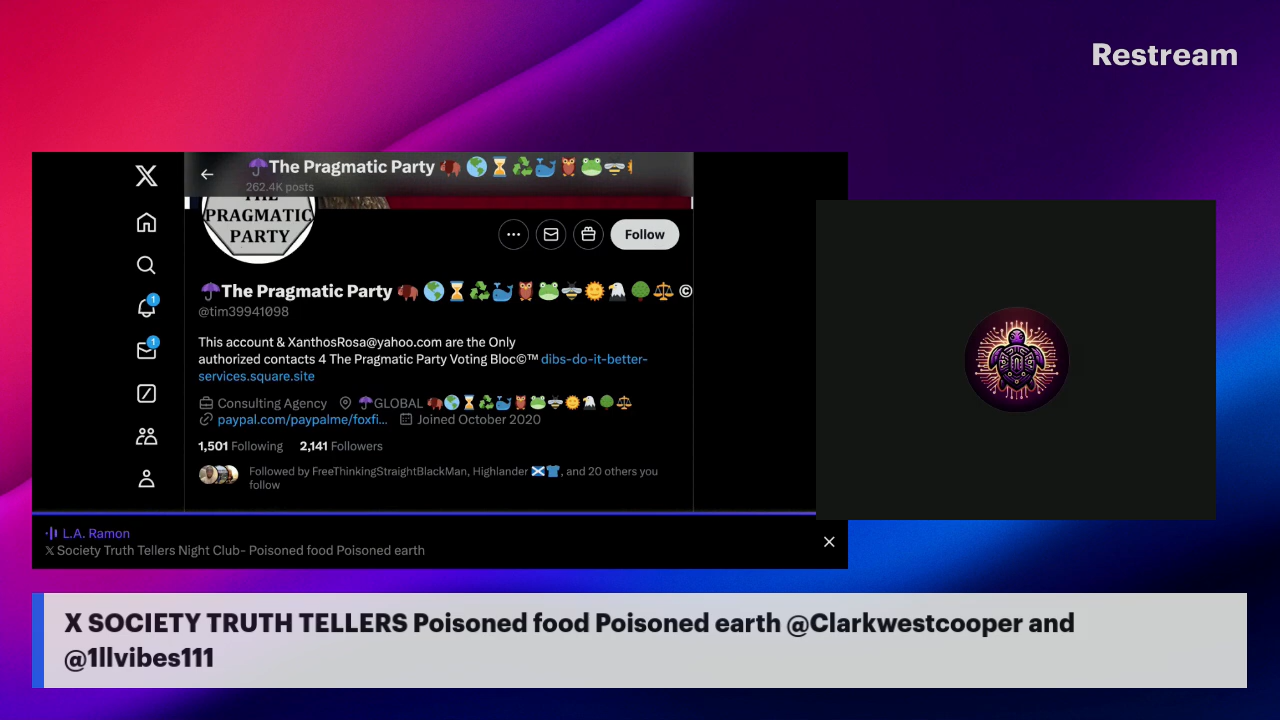 Restream
☂The Pragmatic Party 🦬🌎⌛♻🐳🦉🐸🐝
262.4K posts
THE
PRAGMATIC
PARTY
Follow
☂The Pragmatic Party 🦬🌎⌛♻🐳🦉🐸🐝🌞🦅🌳⚖©
@tim39941098
This account & XanthosRosa@yahoo.com are the Only
authorized contacts 4 The Pragmatic Party Voting Bloc©™ dibs-do-it-better-
services.square.site
Consulting Agency ☂GLOBAL 🦬🌎⌛♻🐳🦉🐸🐝🌞🦅🌳⚖
paypal.com/paypalme/foxfi... Joined October 2020
1,501 Following 2,141 Followers
Followed by FreeThinkingStraightBlackMan, Highlander 🏴󠁧󠁢󠁳󠁣󠁴󠁿👕, and 20 others you
follow
1
1
L.A. Ramon
𝕏 Society Truth Tellers Night Club- Poisoned food Poisoned earth
X SOCIETY TRUTH TELLERS Poisoned food Poisoned earth @Clarkwestcooper and
@1llvibes111